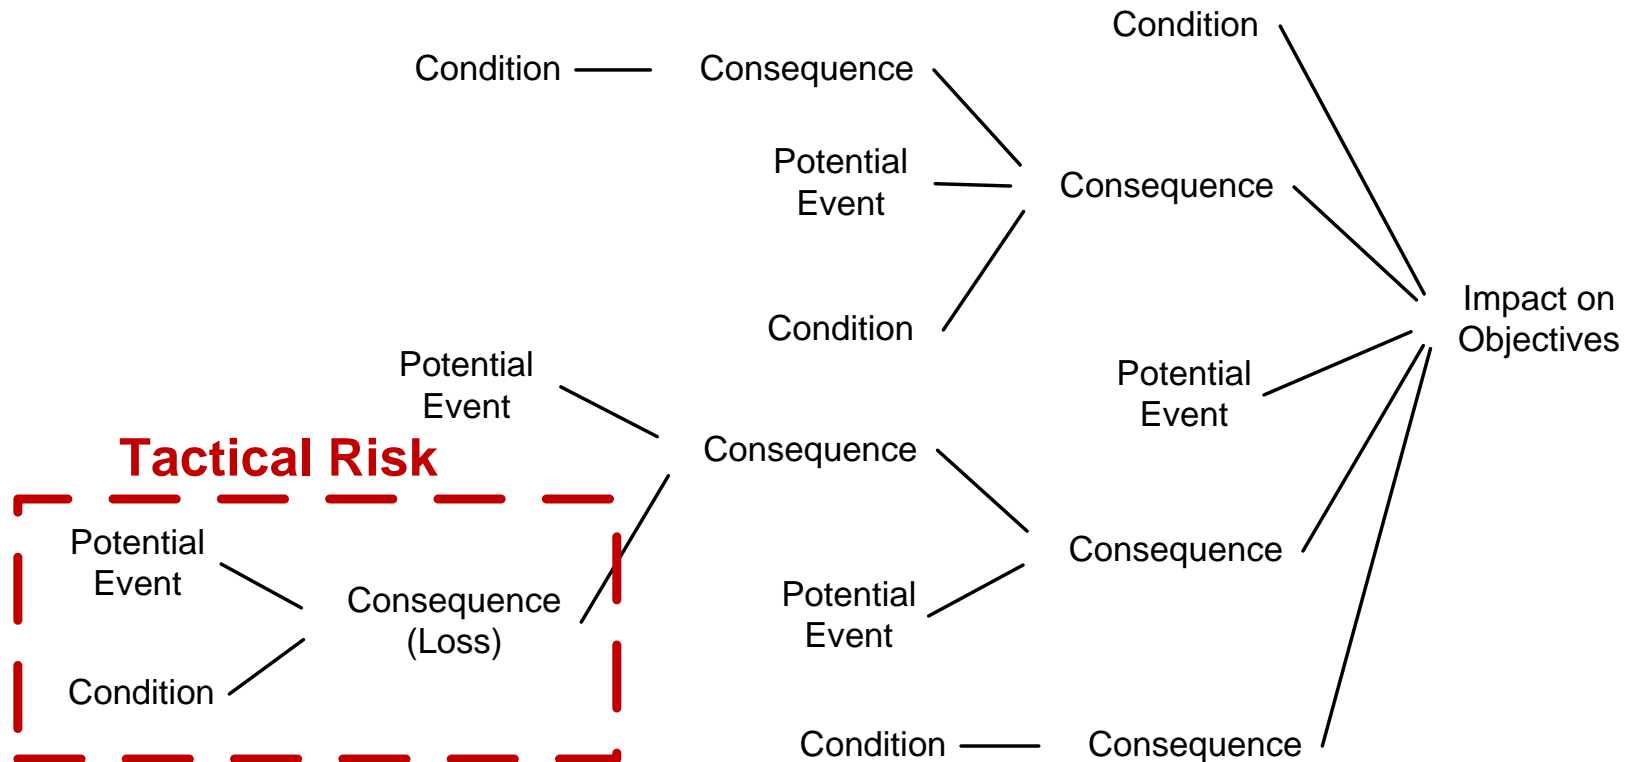 Condition
Condition
Consequence
Potential
Event
Consequence
Condition
Impact on
Objectives
Potential
Event
Potential
Event
Tactical Risk
Consequence
Potential
Event
Consequence
(Loss)
Consequence
Potential
Event
Condition
Condition
Consequence